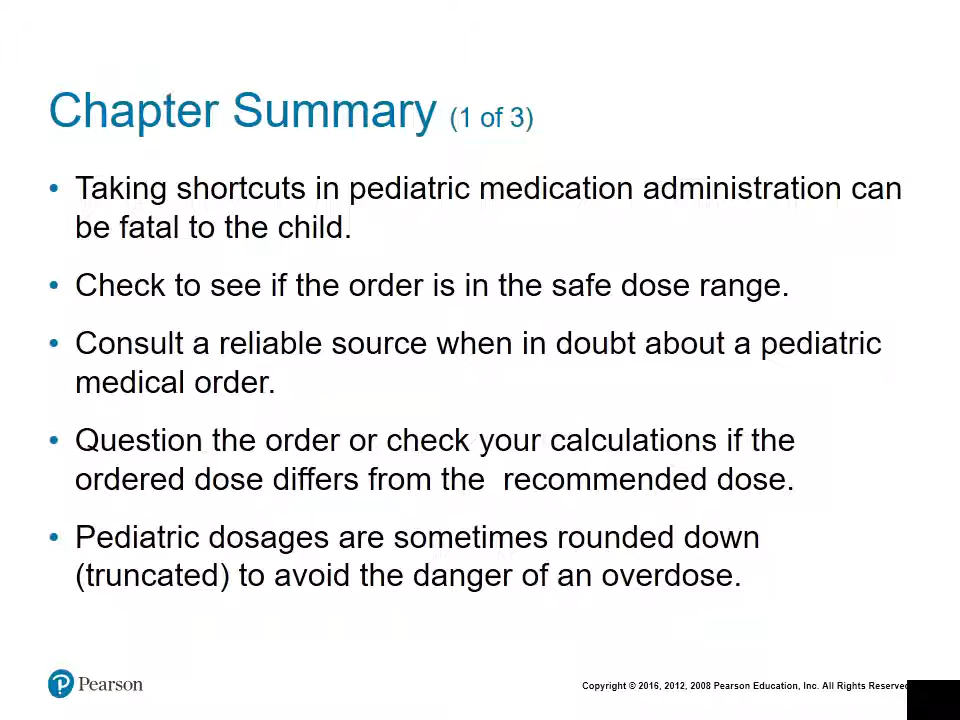 Chapter Summary (1 of 3)
• Taking shortcuts in pediatric medication administration can
be fatal to the child.
• Check to see if the order is in the safe dose range.
• Consult a reliable source when in doubt about a pediatric
medical order.
• Question the order or check your calculations if the
ordered dose differs from the  recommended dose.
• Pediatric dosages are sometimes rounded down
(truncated) to avoid the danger of an overdose.
Pearson
Copyright © 2016, 2012, 2008 Pearson Education, Inc. All Rights Reserved